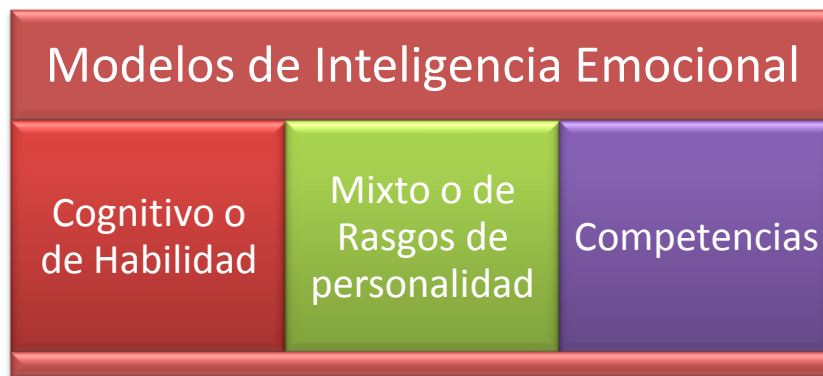 Modelos de Inteligencia Emocional
Cognitivo o
de Habilidad
Mixto o de
Rasgos de
personalidad
Competencias